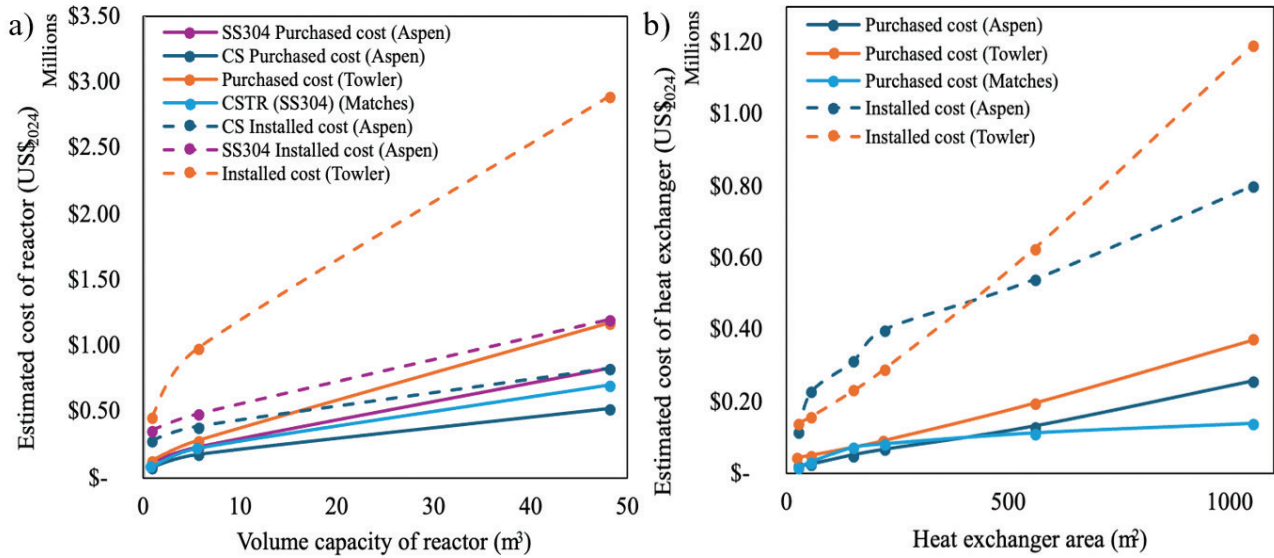 a)
Estimated cost of reactor (US$2024)
Millions
$3.50
$3.00
$2.50
$2.00
$1.50
$1.00
$0.50
$-
SS304 Purchased cost (Aspen)
CS Purchased cost (Aspen)
Purchased cost (Towler)
CSTR (SS304) (Matches)
CS Installed cost (Aspen)
SS304 Installed cost (Aspen)
Installed cost (Towler)
0 10 20 30 40 50
Volume capacity of reactor (m³)
b)
Estimated cost of heat exchanger (US$2024)
Millions
$1.20
$1.00
$0.80
$0.60
$0.40
$0.20
$-
Purchased cost (Aspen)
Purchased cost (Towler)
Purchased cost (Matches)
Installed cost (Aspen)
Installed cost (Towler)
0 500 1000
Heat exchanger area (m²)